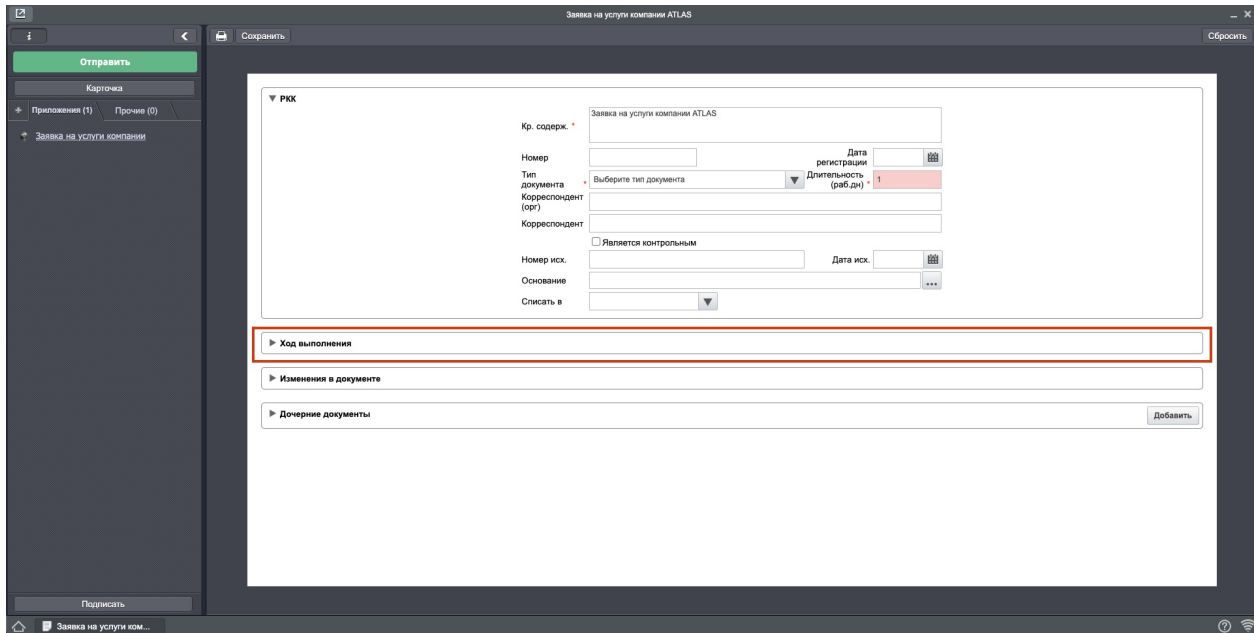 Заявка на услуги компании ATLAS
i
Сохранить
Сбросить
Отправить
Карточка
Приложения (1) Прочие (0)
Заявка на услуги компании
РКК
Кр. содерж. *
Заявка на услуги компании ATLAS
Номер
Дата регистрации
Тип документа *
Выберите тип документа
Длительность (раб.дн) *
1
Корреспондент (орг)
Корреспондент
Является контрольным
Номер исх.
Дата исх.
Основание
...
Списать в
Ход выполнения
Изменения в документе
Дочерние документы
Добавить
Подписать
Заявка на услуги ком...